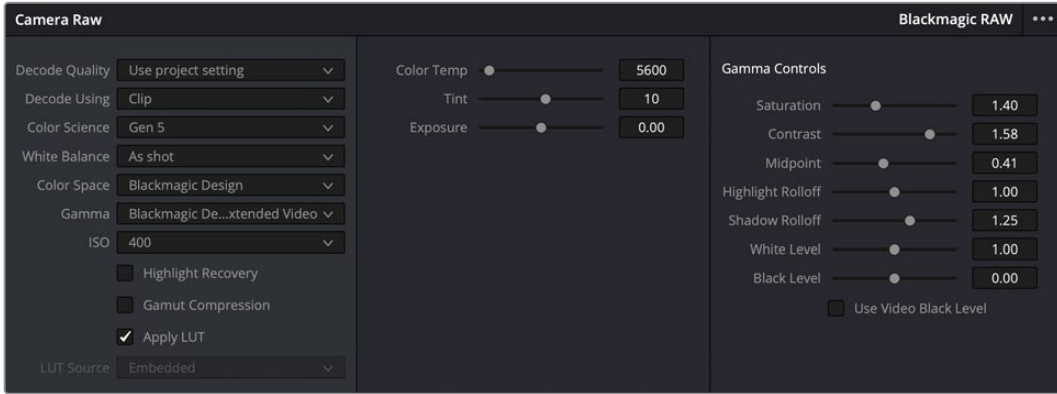 Camera Raw
Blackmagic RAW
Decode Quality Use project setting
Decode Using Clip
Color Science Gen 5
White Balance As shot
Color Space Blackmagic Design
Gamma Blackmagic De...xtended Video
ISO 400
Highlight Recovery
Gamut Compression
Apply LUT
LUT Source Embedded
Color Temp 5600
Tint 10
Exposure 0.00
Gamma Controls
Saturation 1.40
Contrast 1.58
Midpoint 0.41
Highlight Rolloff 1.00
Shadow Rolloff 1.25
White Level 1.00
Black Level 0.00
Use Video Black Level